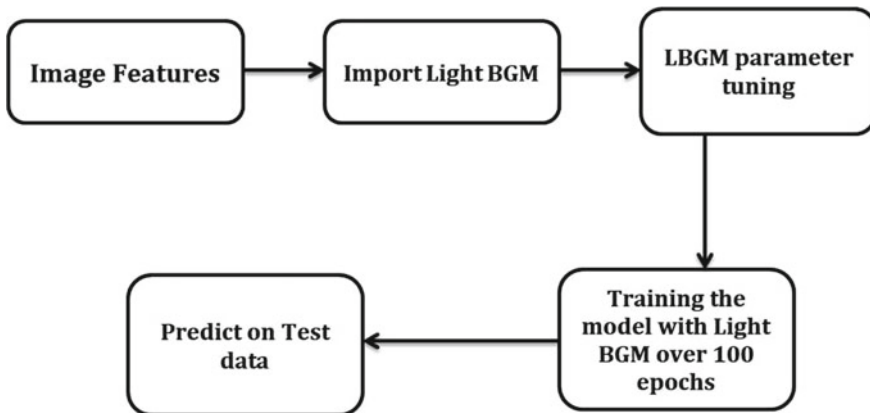 Image Features
Import Light BGM
LBGM parameter
tuning
Training the
model with Light
BGM over 100
epochs
Predict on Test
data